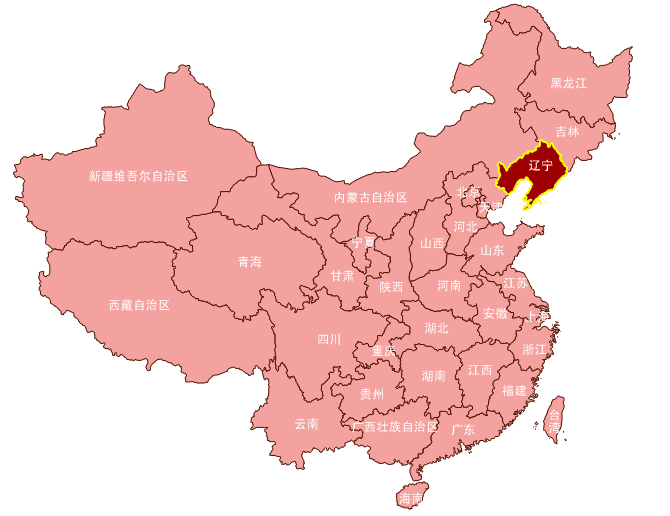 黑龙江
吉林
辽宁
新疆维吾尔自治区
内蒙古自治区
北京
天津
河北
山西
山东
宁夏
青海
甘肃
陕西
河南
江苏
西藏自治区
安徽
上海
湖北
四川
重庆
浙江
湖南
江西
贵州
福建
云南
广西壮族自治区
广东
台湾
海南